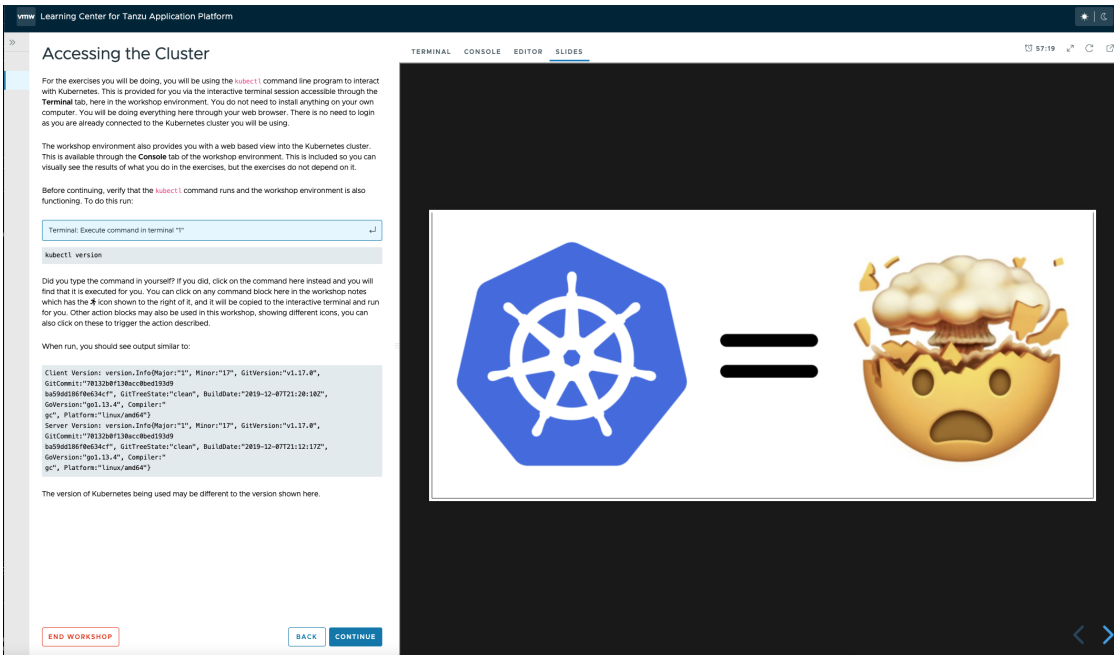 vmw Learning Center for Tanzu Application Platform
Accessing the Cluster
For the exercises you will be doing, you will be using the kubectl command line program to interact
with Kubernetes. This is provided for you via the interactive terminal session accessible through the
Terminal tab, here in the workshop environment. You do not need to install anything on your own
computer. You will be doing everything here through your web browser. There is no need to login
as you are already connected to the Kubernetes cluster you will be using.
The workshop environment also provides you with a web based view into the Kubernetes cluster.
This is available through the Console tab of the workshop environment. This is included so you can
visually see the results of what you do in the exercises, but the exercises do not depend on it.
Before continuing, verify that the kubectl command runs and the workshop environment is also
functioning. To do this run:
Terminal: Execute command in terminal "1"
kubectl version
Did you type the command in yourself? If you did, click on the command here instead and you will
find that it is executed for you. You can click on any command block here in the workshop notes
which has the icon shown to the right of it, and it will be copied to the interactive terminal and run
for you. Other action blocks may also be used in this workshop, showing different icons, you can
also click on these to trigger the action described.
When run, you should see output similar to:
Client Version: version.Info{Major:"1", Minor:"17", GitVersion:"v1.17.0",
GitCommit:"70132b0f130acc0bed193d9
ba59dd186f0e634cf", GitTreeState:"clean", BuildDate:"2019-12-07T21:20:10Z",
GoVersion:"go1.13.4", Compiler:"
gc", Platform:"linux/amd64"}
Server Version: version.Info{Major:"1", Minor:"17", GitVersion:"v1.17.0",
GitCommit:"70132b0f130acc0bed193d9
ba59dd186f0e634cf", GitTreeState:"clean", BuildDate:"2019-12-07T21:12:17Z",
GoVersion:"go1.13.4", Compiler:"
gc", Platform:"linux/amd64"}
The version of Kubernetes being used may be different to the version shown here.
END WORKSHOP BACK CONTINUE
TERMINAL CONSOLE EDITOR SLIDES 57:19